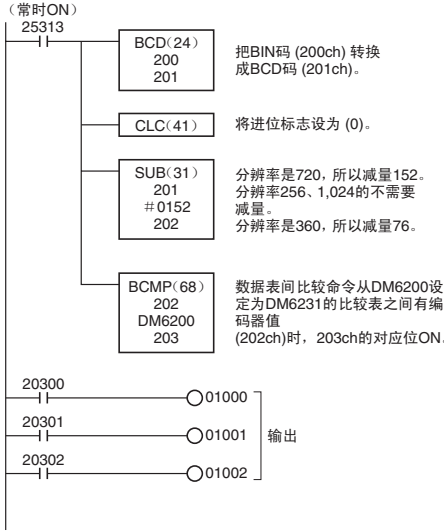 （常时ON）
25313
BCD（24）
200
201
把BIN码 (200ch) 转换
成BCD码 (201ch)。
CLC（41）
将进位标志设为 (0)。
SUB（31）
201
＃0152
202
分辨率是720，所以减量152。
分辨率256、1,024的不需要
减量。
分辨率是360，所以减量76。
BCMP（68）
202
DM6200
203
数据表间比较命令从DM6200设
定为DM6231的比较表之间有编
码器值
(202ch)时，203ch的对应位ON。
20300
01000
20301
01001
输出
20302
01002